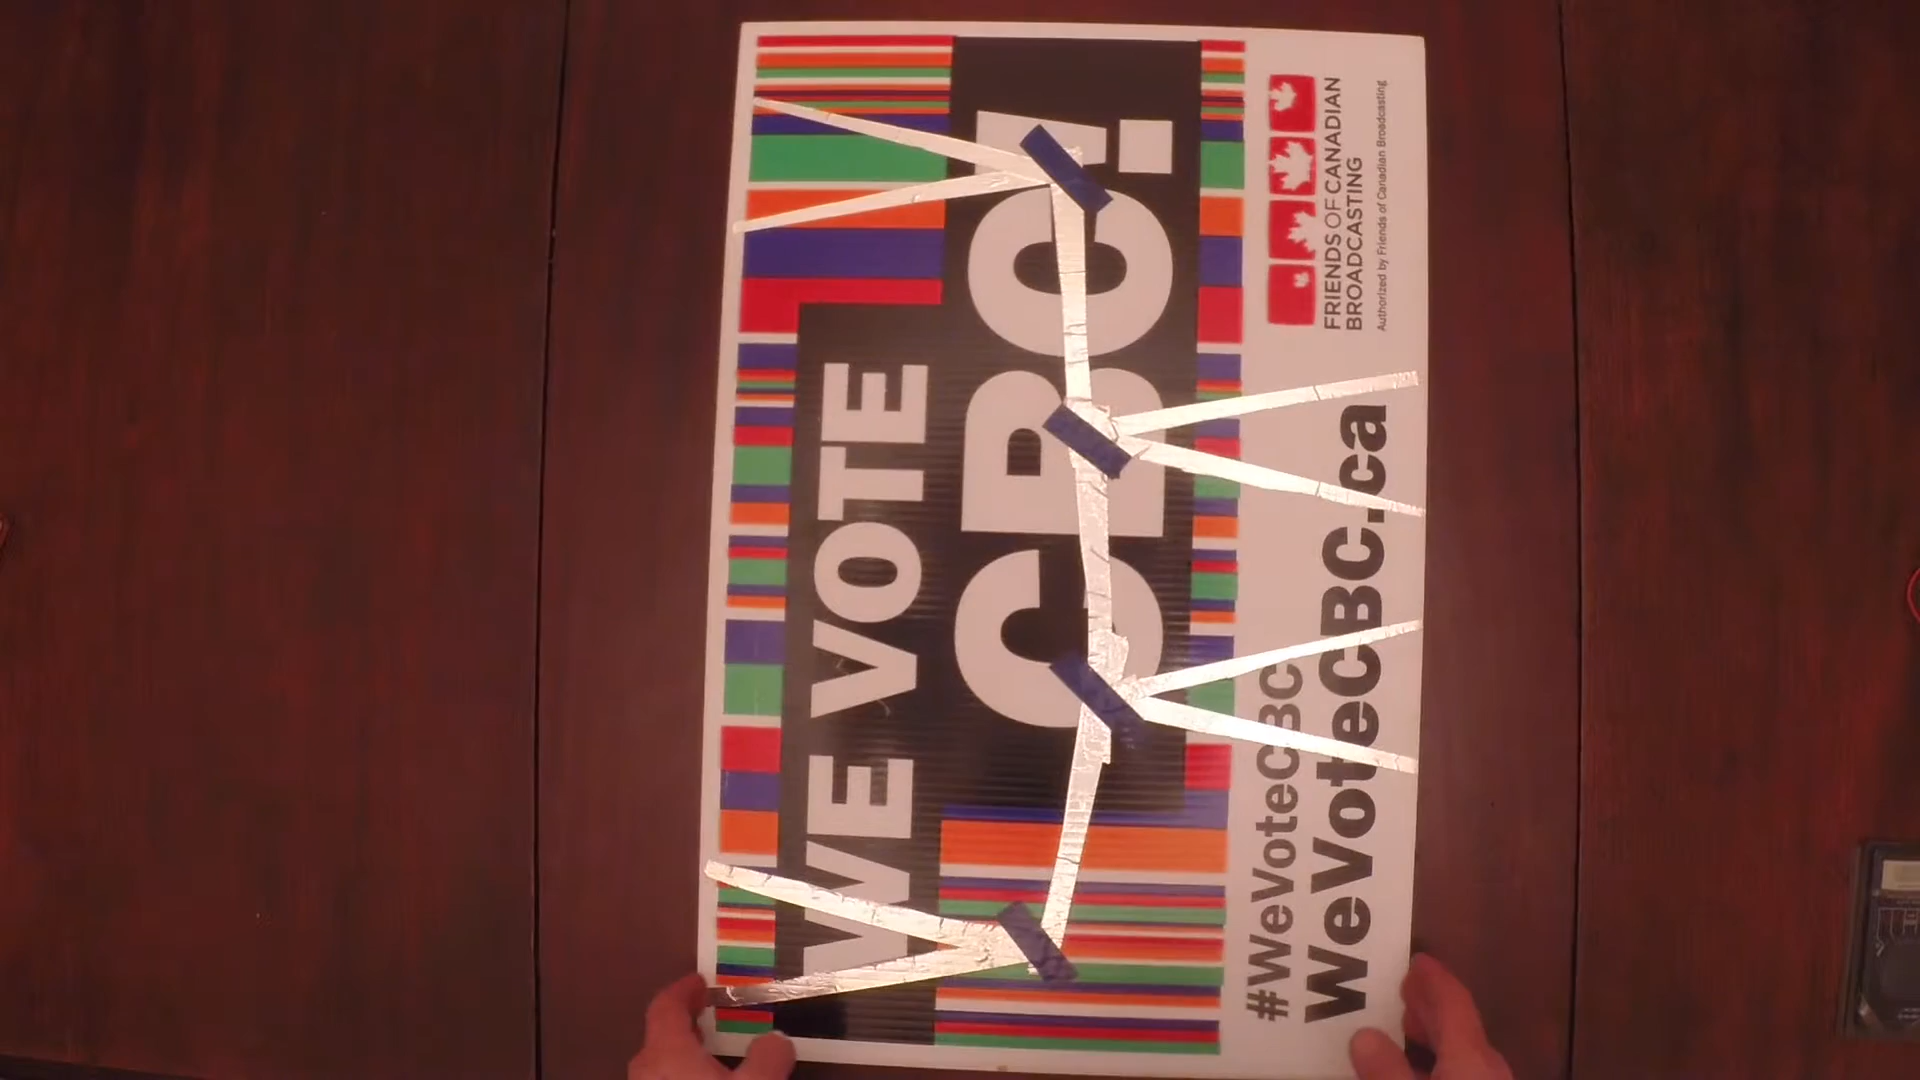 WE VOTE
CBC!
#WeVoteCBC
WeVoteCBC.ca
FRIENDS OF CANADIAN
BROADCASTING
Authorized by Friends of Canadian Broadcasting